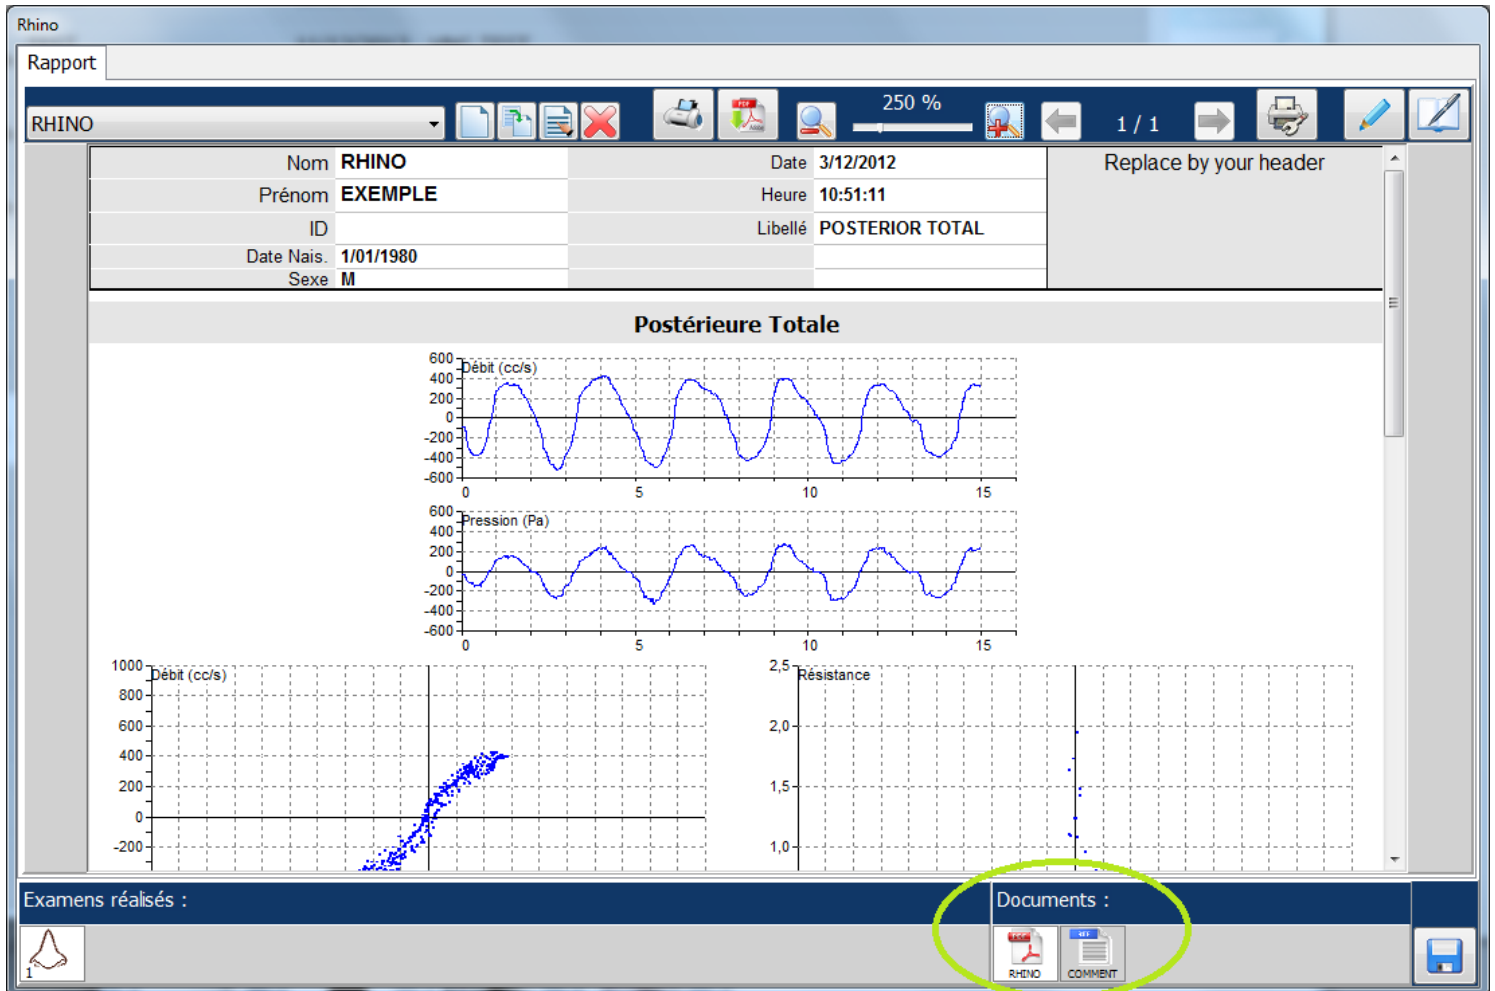 Rhino
Rapport
RHINO
250 %
1 / 1
Nom RHINO Date 3/12/2012 Replace by your header
Prénom EXEMPLE Heure 10:51:11
ID Libellé POSTERIOR TOTAL
Date Nais. 1/01/1980
Sexe M
Postérieure Totale
600
Débit (cc/s)
400
200
0
-200
-400
-600
0 5 10 15
600
Pression (Pa)
400
200
0
-200
-400
-600
0 5 10 15
1000 Débit (cc/s)
800
600
400
200
0
-200
2,5 Résistance
2,0
1,5
1,0
Examens réalisés :
Documents :
1
RHINO
COMMENT